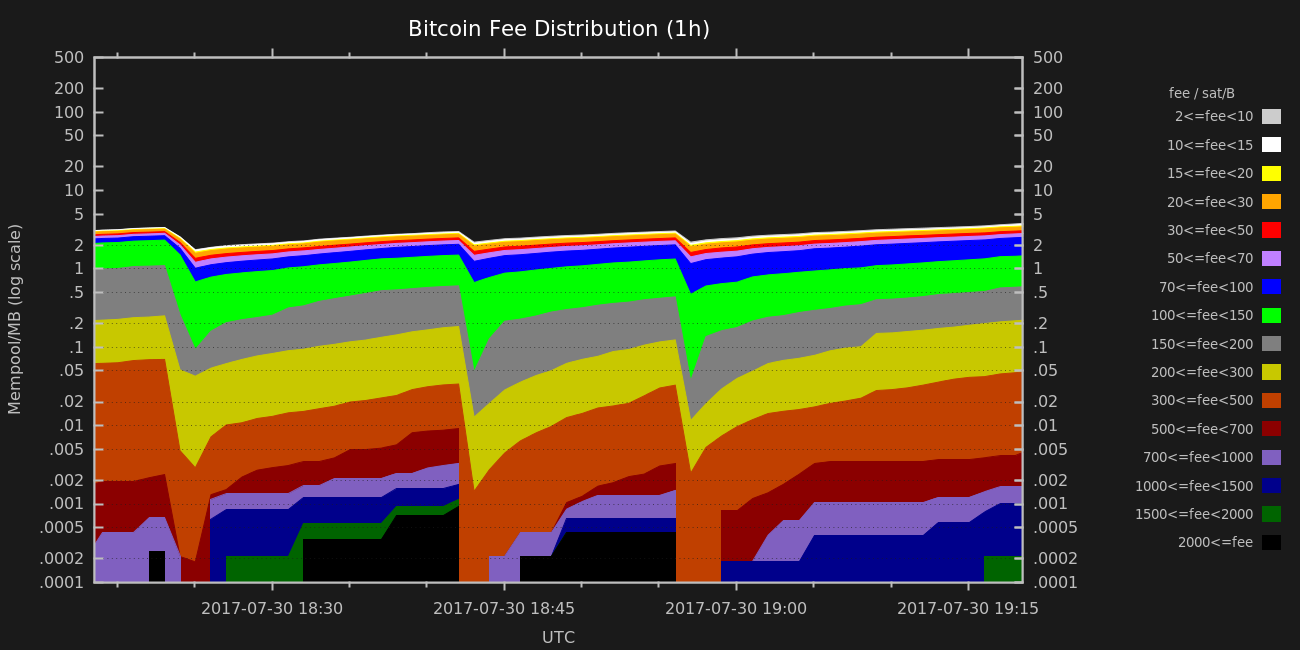 Bitcoin Fee Distribution (1h)
500 500
200 200
100 100
50 50
20 20
10 10
5 5
2 2
1 1
.5 .5
.2 .2
.1 .1
.05 .05
.02 .02
.01 .01
.005 .005
.002 .002
.001 .001
.0005 .0005
.0002 .0002
.0001 .0001
Mempool/MB (log scale)
2017-07-30 18:30 2017-07-30 18:45 2017-07-30 19:00 2017-07-30 19:15
UTC
fee / sat/B
2<=fee<10
10<=fee<15
15<=fee<20
20<=fee<30
30<=fee<50
50<=fee<70
70<=fee<100
100<=fee<150
150<=fee<200
200<=fee<300
300<=fee<500
500<=fee<700
700<=fee<1000
1000<=fee<1500
1500<=fee<2000
2000<=fee